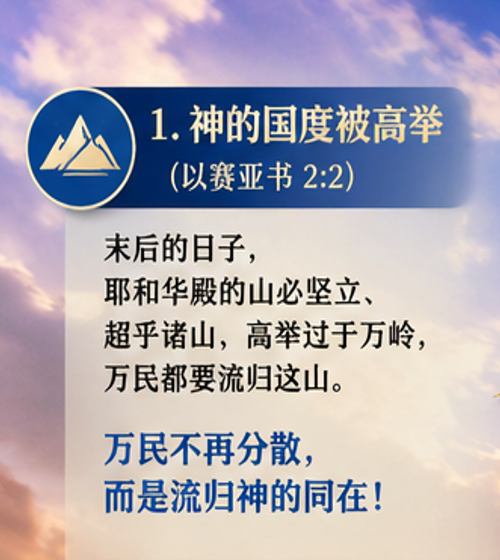 1. 神的国度被高举
（以赛亚书 2:2）
末后的日子，
耶和华殿的山必坚立、
超乎诸山，高举过于万岭，
万民都要流归这山。
万民不再分散，
而是流归神的同在！